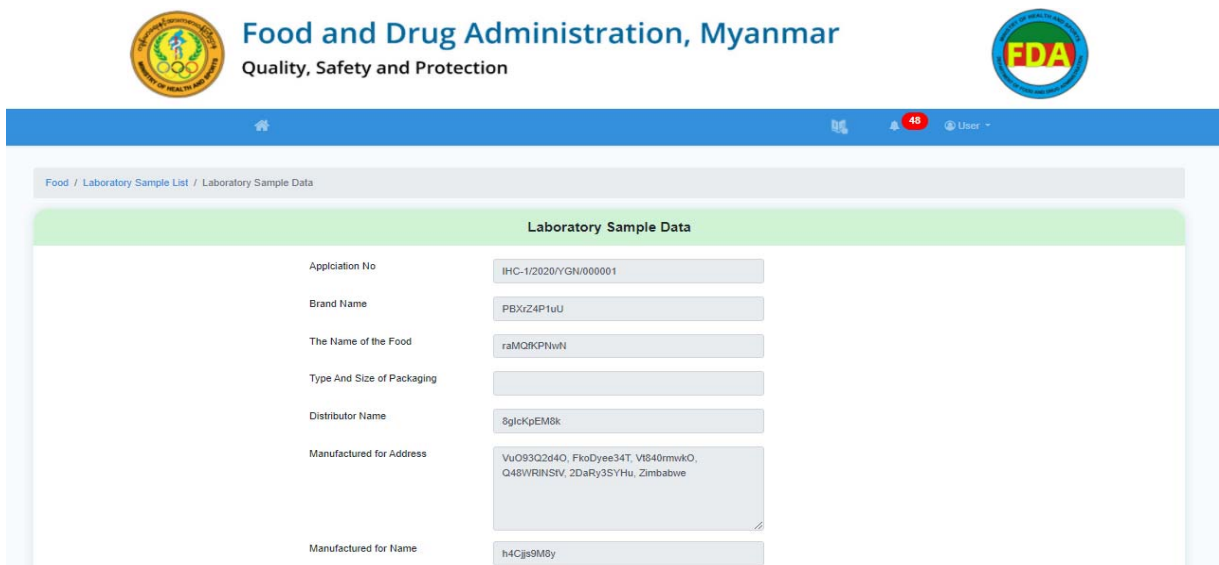 Food and Drug Administration, Myanmar
Quality, Safety and Protection
FDA
48
User
Food / Laboratory Sample List / Laboratory Sample Data
Laboratory Sample Data
Applciation No
IHC-1/2020/YGN/000001
Brand Name
PBXrZ4P1uU
The Name of the Food
raMQfKPNwN
Type And Size of Packaging
Distributor Name
8glcKpEM8k
Manufactured for Address
VuO93Q2d4O, FkoDyee34T, Vt840rmwkO,
Q48WRlNStV, 2DaRy3SYHu, Zimbabwe
Manufactured for Name
h4Cjjs9M8y